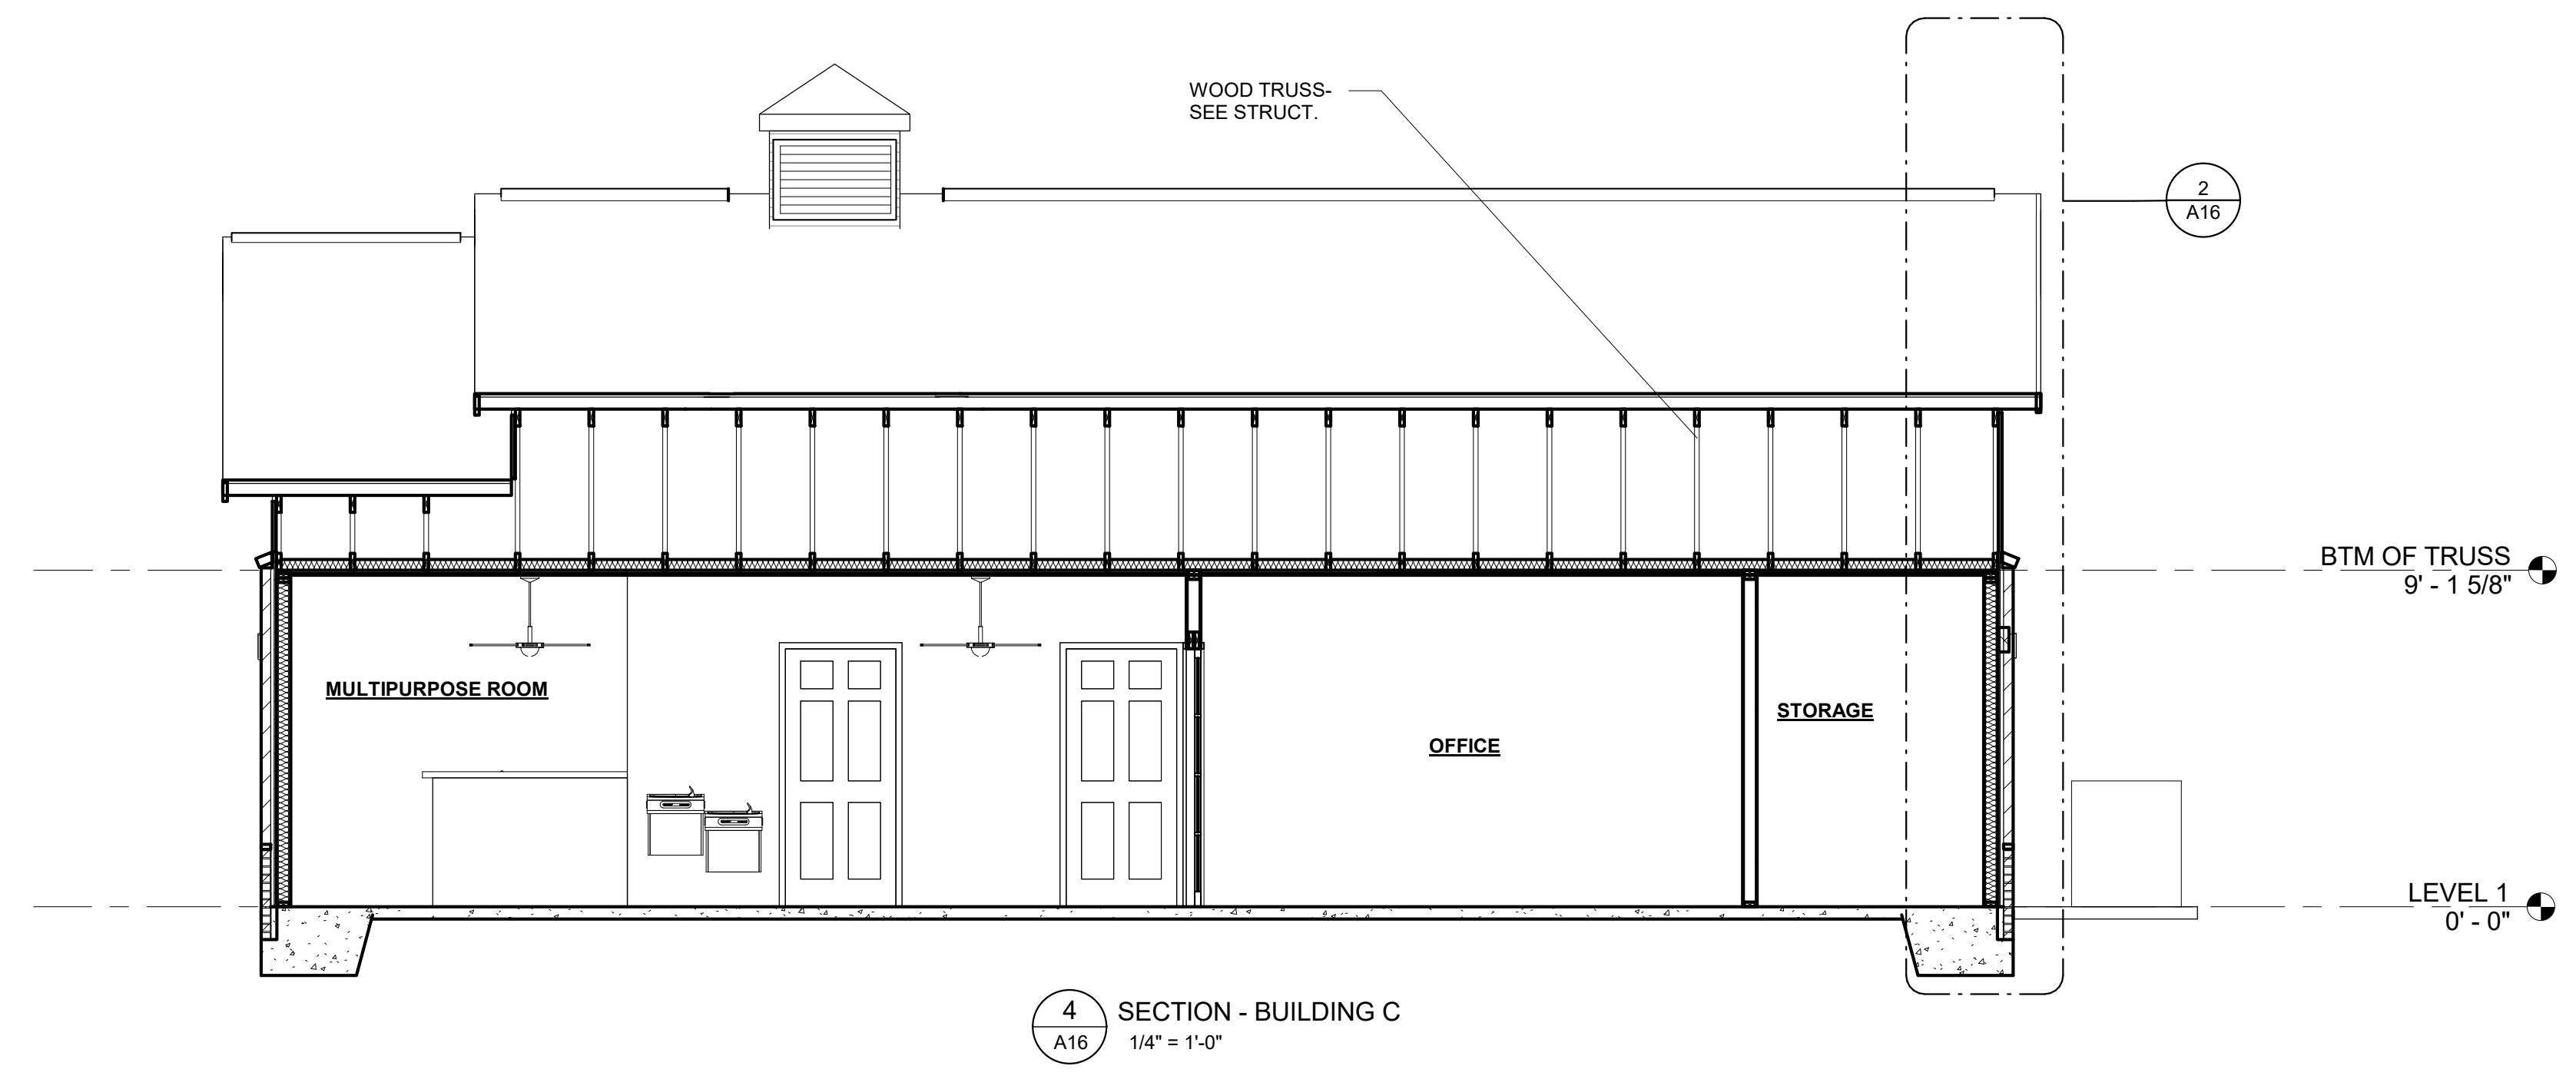 WOOD TRUSS-
SEE STRUCT.
2
A16
BTM OF TRUSS
9' - 1 5/8"
MULTIPURPOSE ROOM
STORAGE
OFFICE
LEVEL 1
0' - 0"
4
A16
SECTION - BUILDING C
1/4" = 1'-0"